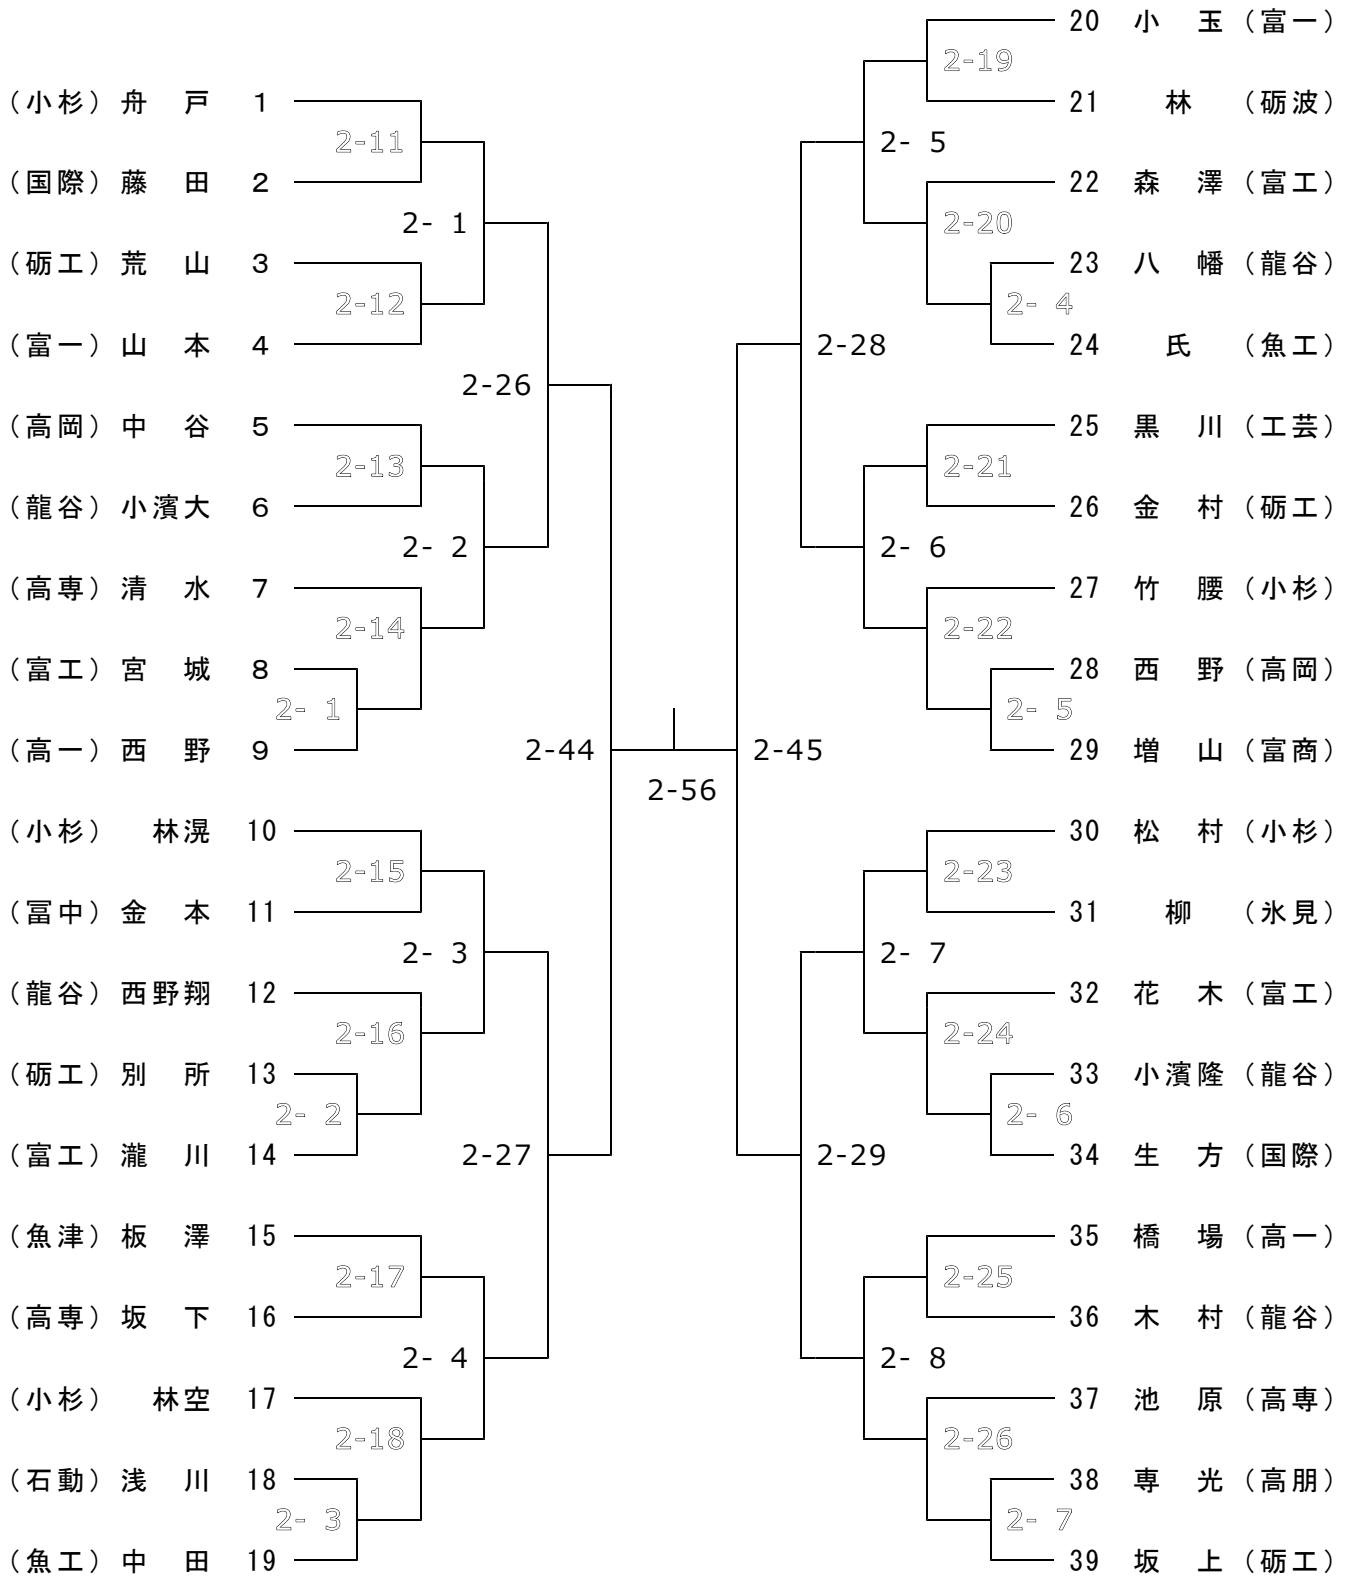 (小杉) 舟 戸 1
2-11
(国際) 藤 田 2
2- 1
(砺工) 荒 山 3
2-12
(富一) 山 本 4
2-26
(高岡) 中 谷 5
2-13
(龍谷) 小濱大 6
2- 2
(高専) 清 水 7
2-14
(富工) 宮 城 8
2- 1
(高一) 西 野 9
2-44
(小杉) 林滉 10
2-15
(冨中) 金 本 11
2- 3
(龍谷) 西野翔 12
2-16
(砺工) 別 所 13
2- 2
(富工) 瀧 川 14
2-27
(魚津) 板 澤 15
2-17
(高専) 坂 下 16
2- 4
(小杉) 林空 17
2-18
(石動) 浅 川 18
2- 3
(魚工) 中 田 19
2-56
20 小 玉 (富一)
2-19
21 林 (砺波)
2- 5
22 森 澤 (富工)
2-20
23 八 幡 (龍谷)
2- 4
24 氏 (魚工)
2-28
25 黒 川 (工芸)
2-21
26 金 村 (砺工)
2- 6
27 竹 腰 (小杉)
2-22
28 西 野 (高岡)
2- 5
29 増 山 (富商)
2-45
30 松 村 (小杉)
2-23
31 柳 (氷見)
2- 7
32 花 木 (富工)
2-24
33 小濱隆 (龍谷)
2- 6
34 生 方 (国際)
2-29
35 橋 場 (高一)
2-25
36 木 村 (龍谷)
2- 8
37 池 原 (高専)
2-26
38 専 光 (高朋)
2- 7
39 坂 上 (砺工)